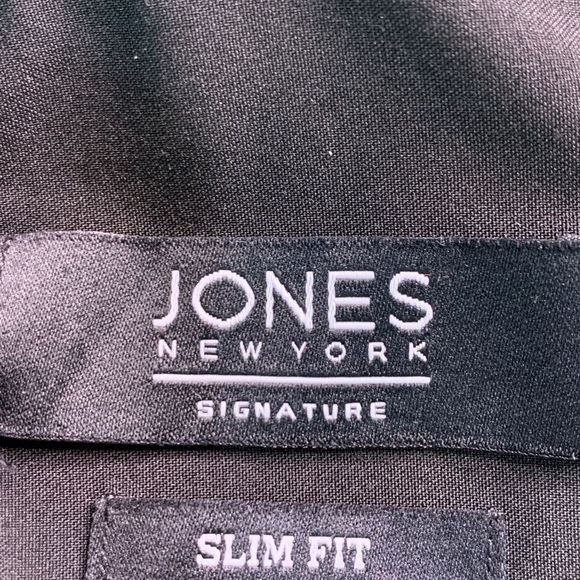 JONES
NEW YORK
SIGNATURE
SLIM FIT